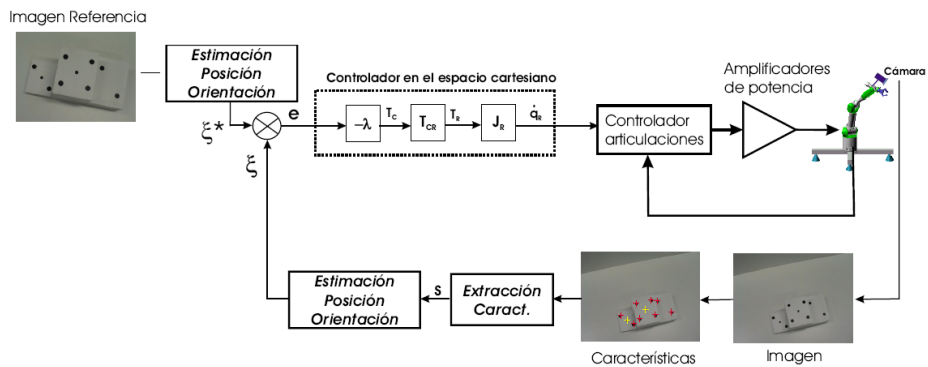 Imagen Referencia
Estimación
Posición
Orientación
Controlador en el espacio cartesiano
Amplificadores
de potencia
Cámara
ξ*
e
−λ
T_C
T_CR
T_R
J_R
q̇_R
Controlador
articulaciones
ξ
Estimación
Posición
Orientación
s
Extracción
Caract.
Características
Imagen